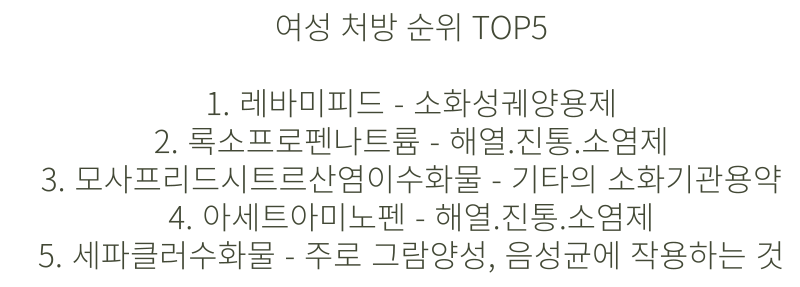 여성 처방 순위 TOP5
1. 레바미피드 - 소화성궤양용제
2. 록소프로펜나트륨 - 해열.진통.소염제
3. 모사프리드시트르산염이수화물 - 기타의 소화기관용약
4. 아세트아미노펜 - 해열.진통.소염제
5. 세파클러수화물 - 주로 그람양성, 음성균에 작용하는 것